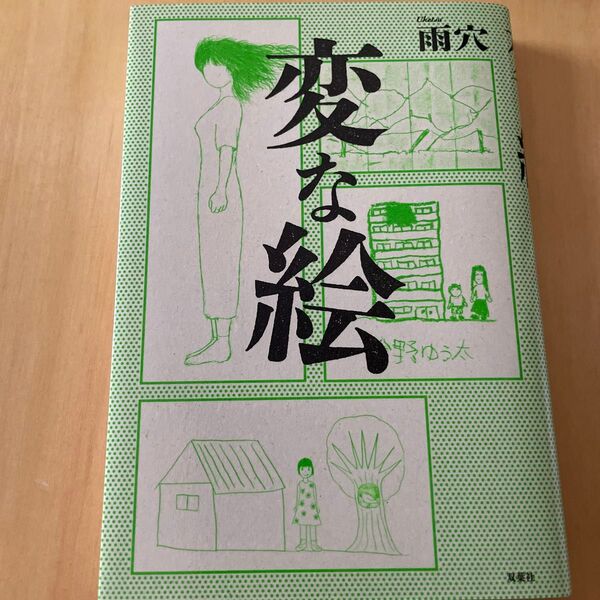 Uketsu
雨穴
変な絵
野ゆう太
双葉社